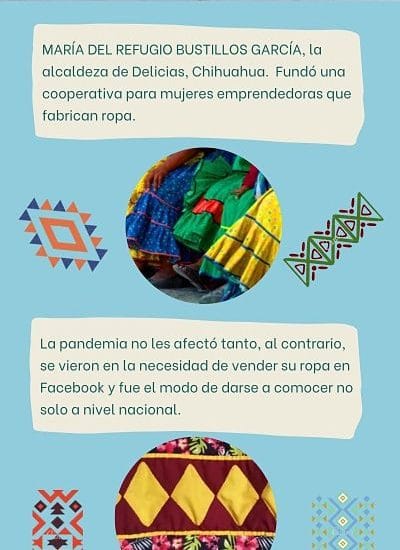 MARÍA DEL REFUGIO BUSTILLOS GARCÍA, la
alcaldeza de Delicias, Chihuahua. Fundó una
cooperativa para mujeres emprendedoras que
fabrican ropa.
La pandemia no les afectó tanto, al contrario,
se vieron en la necesidad de vender su ropa en
Facebook y fue el modo de darse a comocer no
solo a nivel nacional.